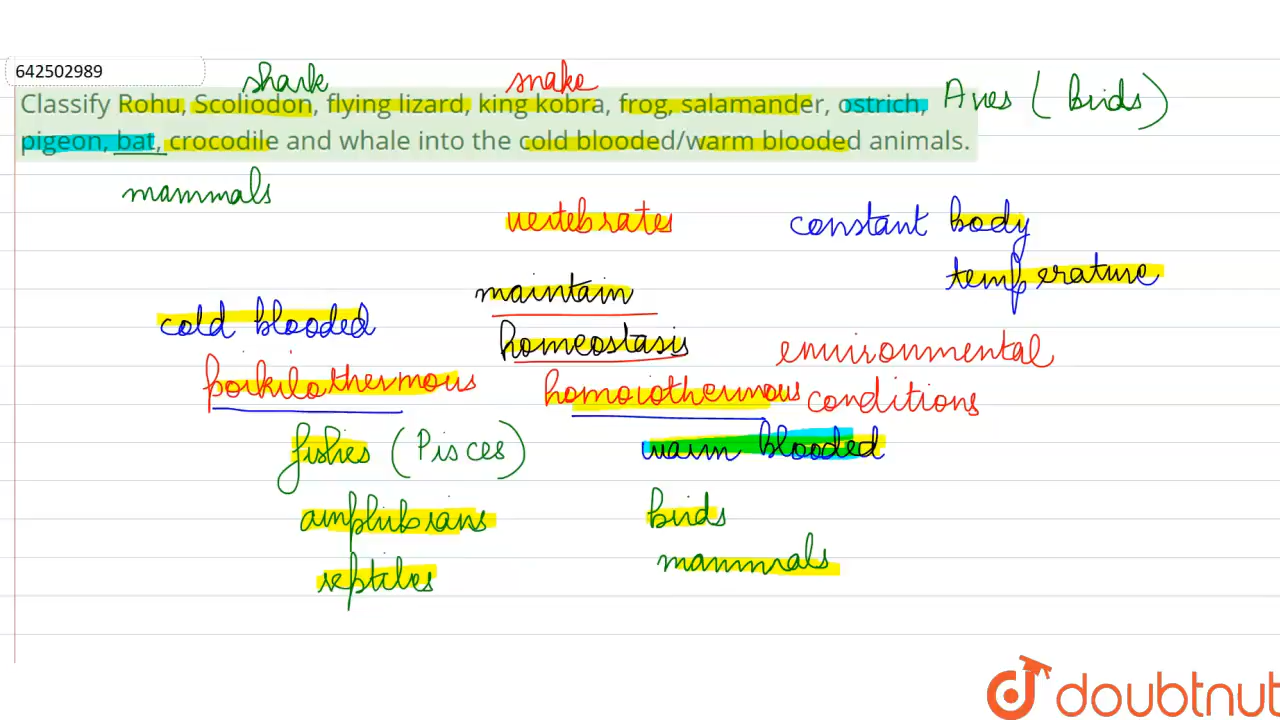 642502989
shark
snake
Classify Rohu, Scoliodon, flying lizard, king kobra, frog, salamander, ostrich,
Aves (birds)
pigeon, bat, crocodile and whale into the cold blooded/warm blooded animals.
mammals
vertebrates
constant body
temperature
maintain
cold blooded
homeostasis
environmental
poikilothermous
homoiothermous
conditions
fishes (Pisces)
warm blooded
amphibians
birds
mammals
reptiles
doubtnut